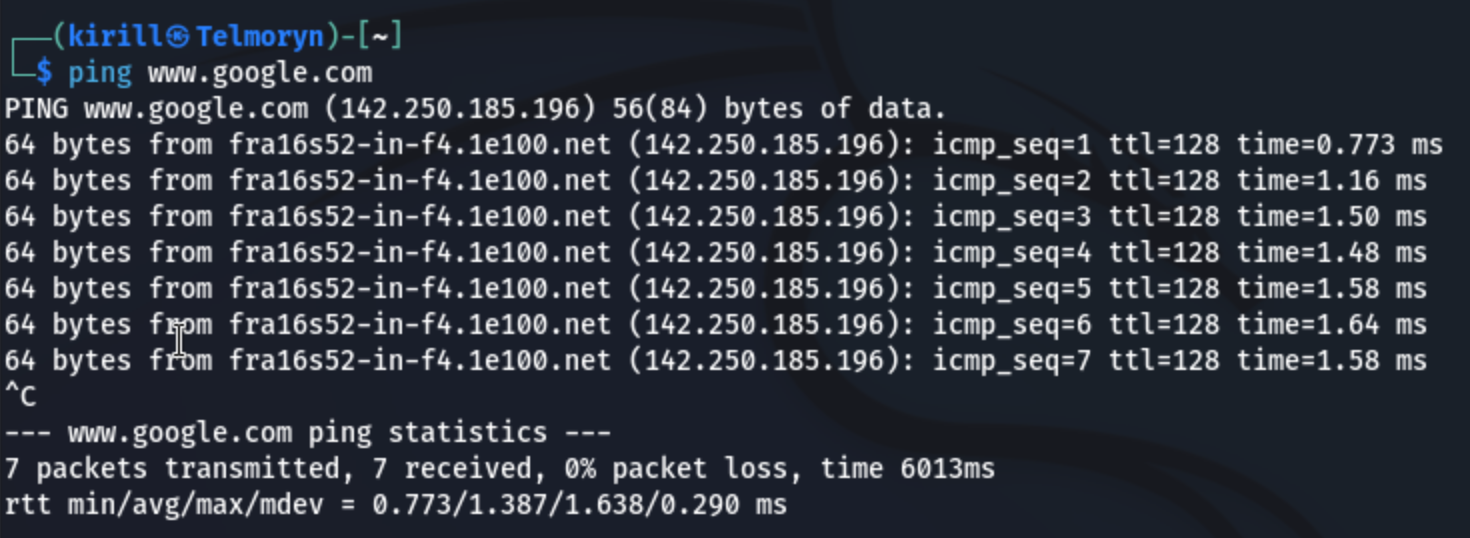 ┌──(kirill㉿Telmoryn)-[~]
└─$ ping www.google.com
PING www.google.com (142.250.185.196) 56(84) bytes of data.
64 bytes from fra16s52-in-f4.1e100.net (142.250.185.196): icmp_seq=1 ttl=128 time=0.773 ms
64 bytes from fra16s52-in-f4.1e100.net (142.250.185.196): icmp_seq=2 ttl=128 time=1.16 ms
64 bytes from fra16s52-in-f4.1e100.net (142.250.185.196): icmp_seq=3 ttl=128 time=1.50 ms
64 bytes from fra16s52-in-f4.1e100.net (142.250.185.196): icmp_seq=4 ttl=128 time=1.48 ms
64 bytes from fra16s52-in-f4.1e100.net (142.250.185.196): icmp_seq=5 ttl=128 time=1.58 ms
64 bytes from fra16s52-in-f4.1e100.net (142.250.185.196): icmp_seq=6 ttl=128 time=1.64 ms
64 bytes from fra16s52-in-f4.1e100.net (142.250.185.196): icmp_seq=7 ttl=128 time=1.58 ms
^C
--- www.google.com ping statistics ---
7 packets transmitted, 7 received, 0% packet loss, time 6013ms
rtt min/avg/max/mdev = 0.773/1.387/1.638/0.290 ms